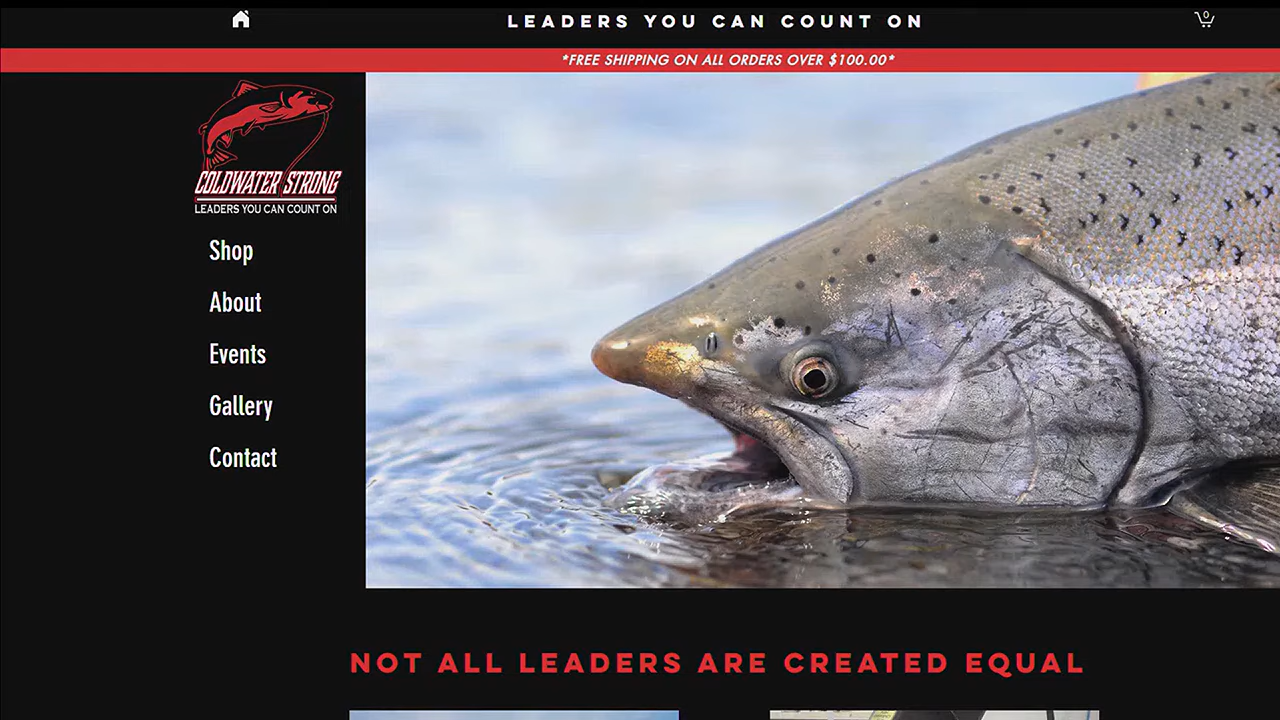 LEADERS YOU CAN COUNT ON
0
*FREE SHIPPING ON ALL ORDERS OVER $100.00*
COLDWATER STRONG
LEADERS YOU CAN COUNT ON
Shop
About
Events
Gallery
Contact
NOT ALL LEADERS ARE CREATED EQUAL